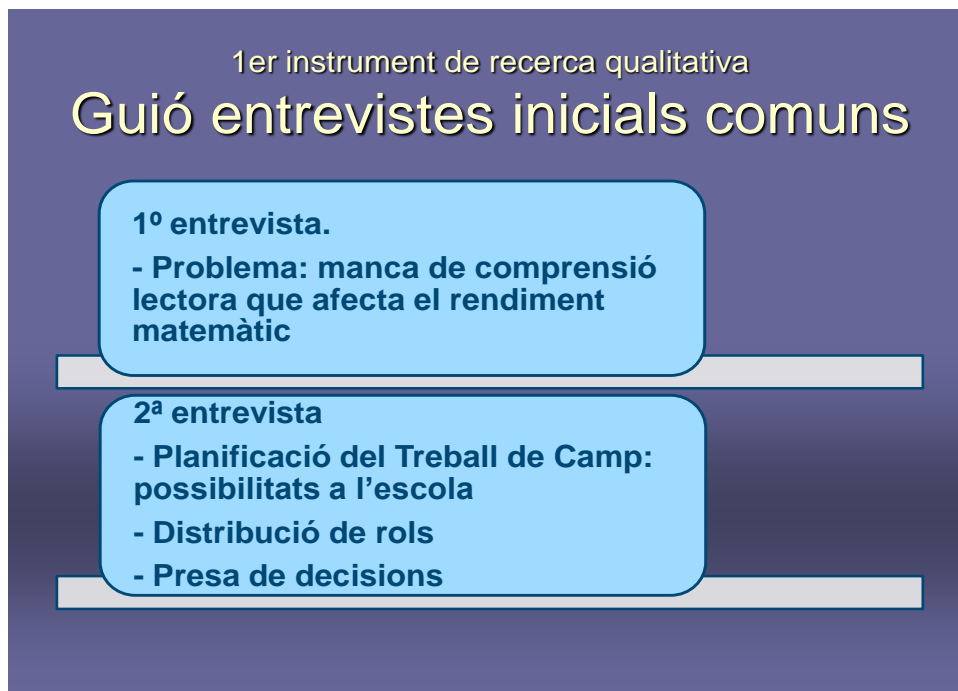 1er instrument de recerca qualitativa
Guió entrevistes inicials comuns
1º entrevista.
- Problema: manca de comprensió
lectora que afecta el rendiment
matemàtic
2ª entrevista
- Planificació del Treball de Camp:
possibilitats a l’escola
- Distribució de rols
- Presa de decisions